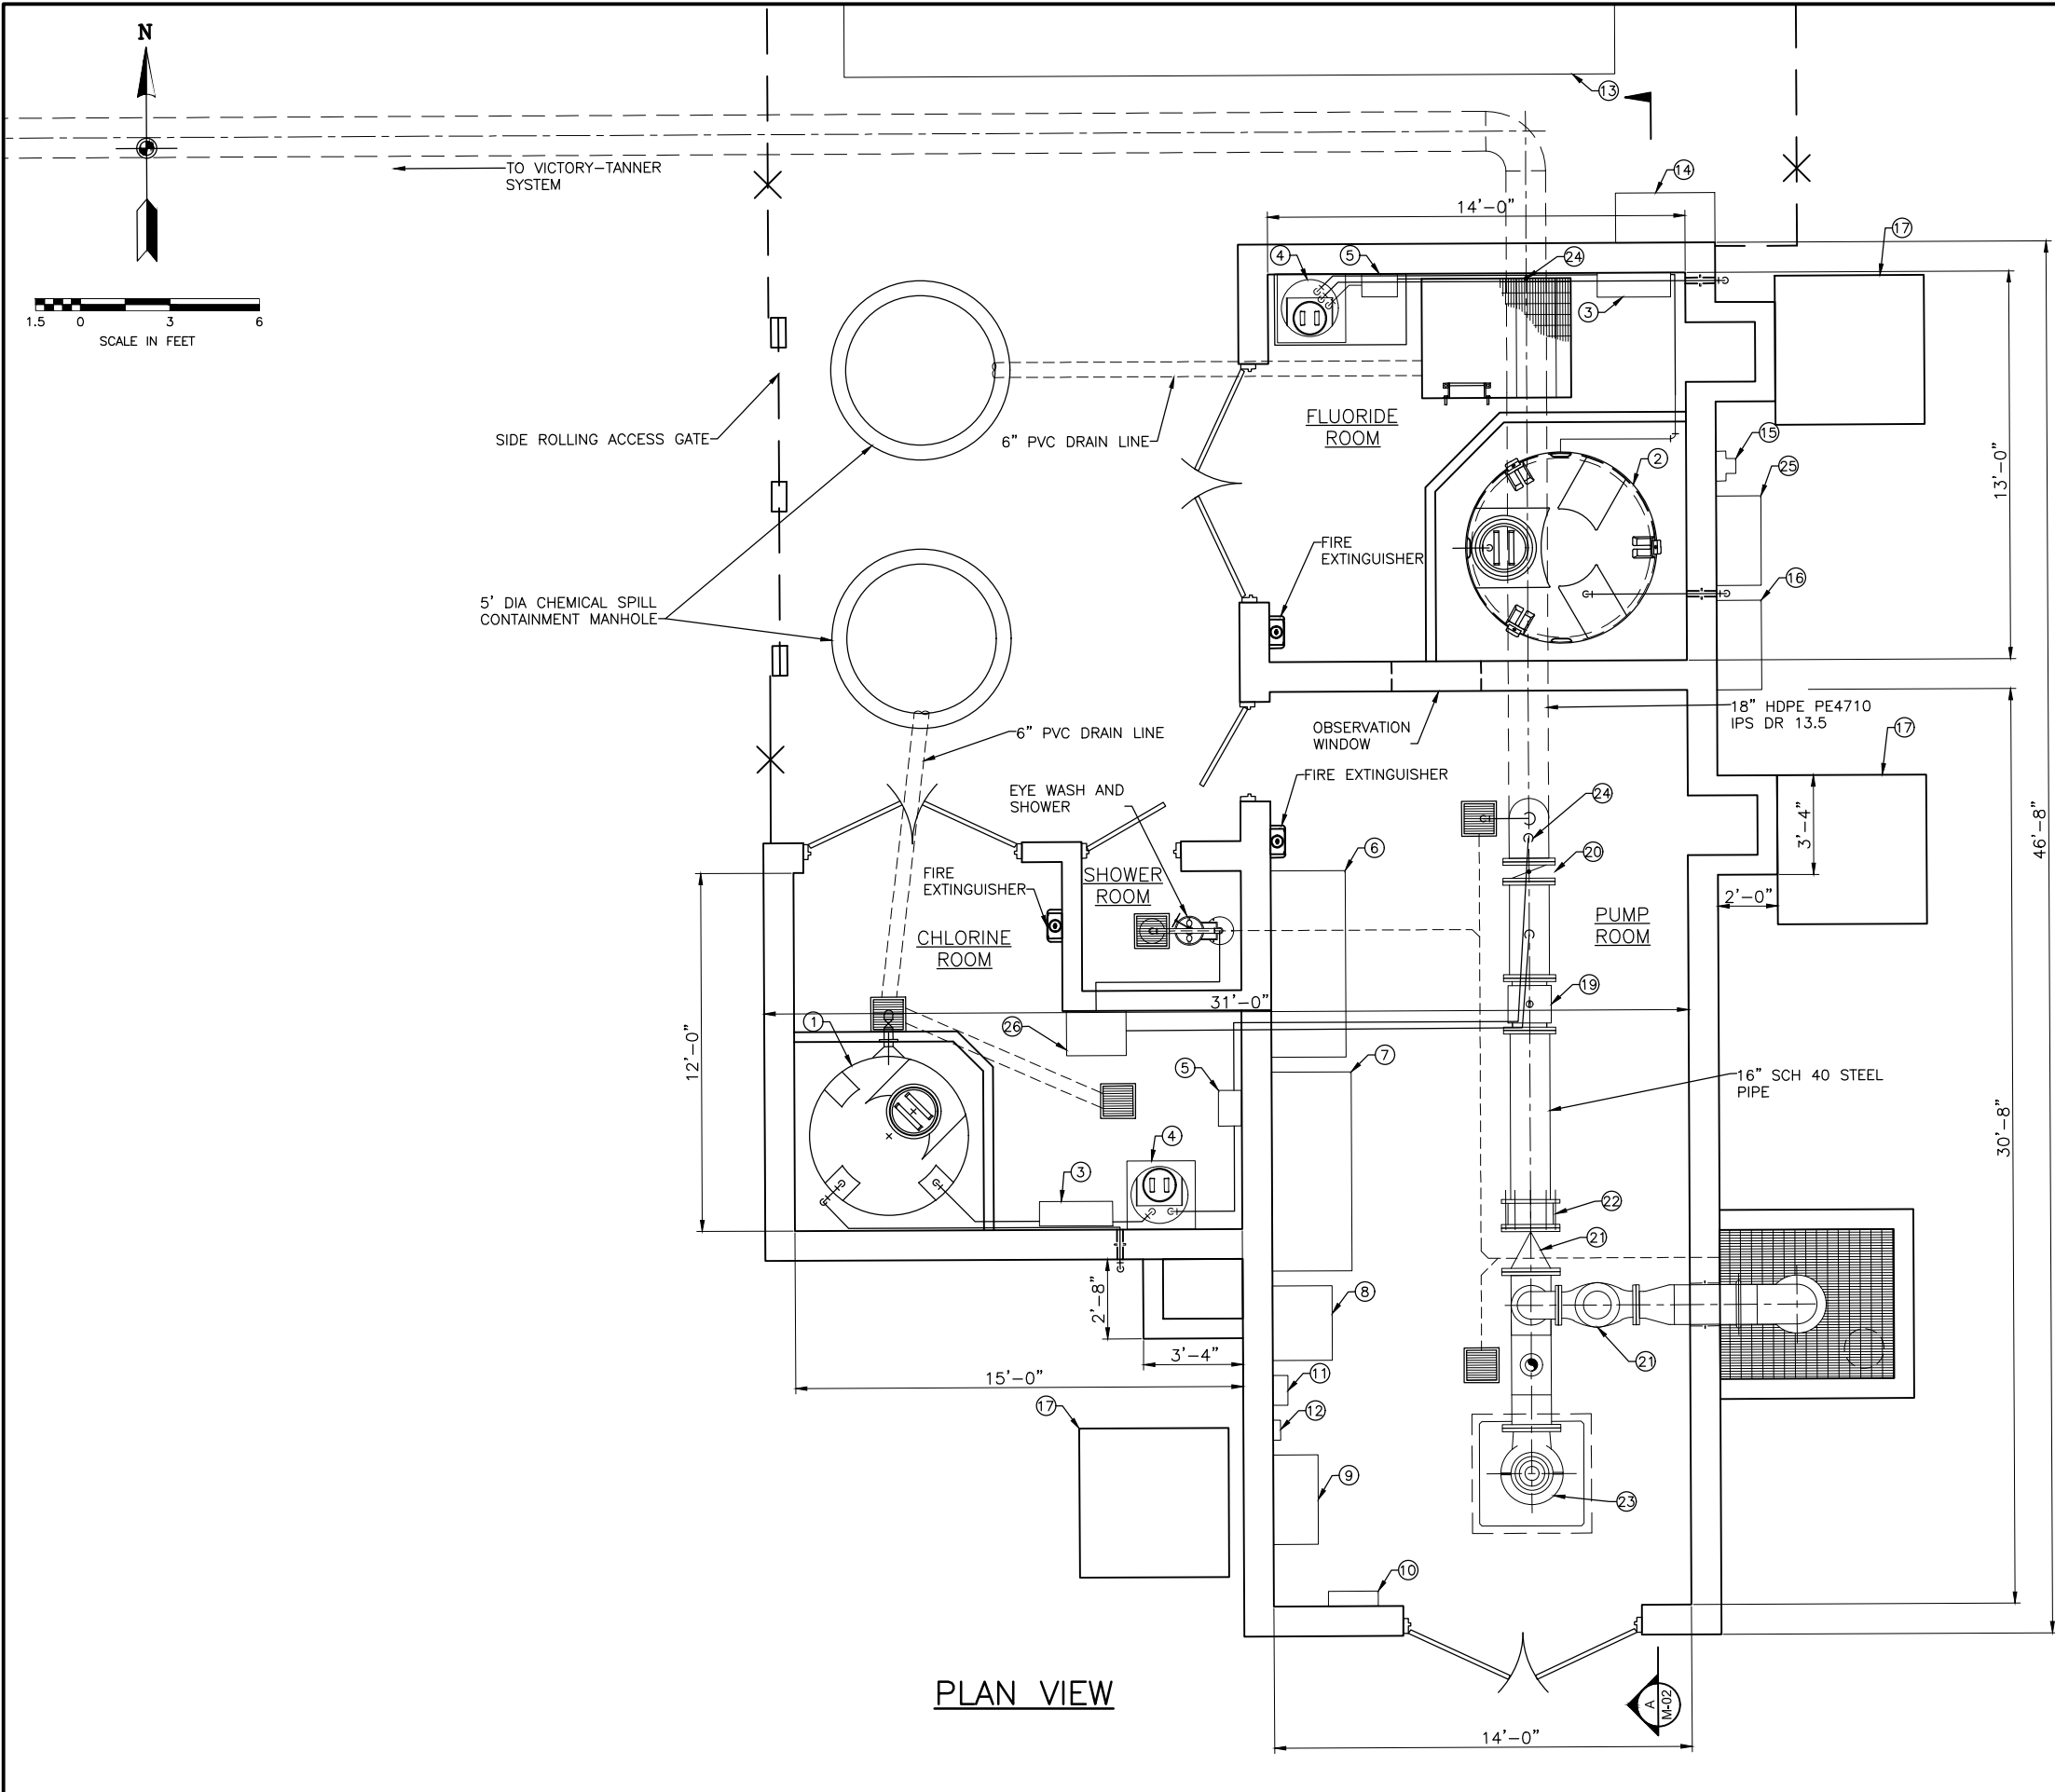 N
1.5 0 3 6
SCALE IN FEET
TO VICTORY-TANNER
SYSTEM
13
14
14'-0"
17
4
5
24
3
SIDE ROLLING ACCESS GATE
6" PVC DRAIN LINE
FLUORIDE
ROOM
15
2
25
13'-0"
FIRE
EXTINGUISHER
16
5' DIA CHEMICAL SPILL
CONTAINMENT MANHOLE
18" HDPE PE4710
IPS DR 13.5
OBSERVATION
WINDOW
17
6" PVC DRAIN LINE
FIRE EXTINGUISHER
EYE WASH AND
SHOWER
24
3'-4"
46'-8"
6
20
FIRE
EXTINGUISHER
SHOWER
ROOM
2'-0"
PUMP
ROOM
CHLORINE
ROOM
19
31'-0"
1
26
12'-0"
7
5
16" SCH 40 STEEL
PIPE
30'-8"
4
3
22
21
2'-8"
8
3'-4"
21
15'-0"
11
17
12
9
23
10
PLAN VIEW
A
M-02
14'-0"